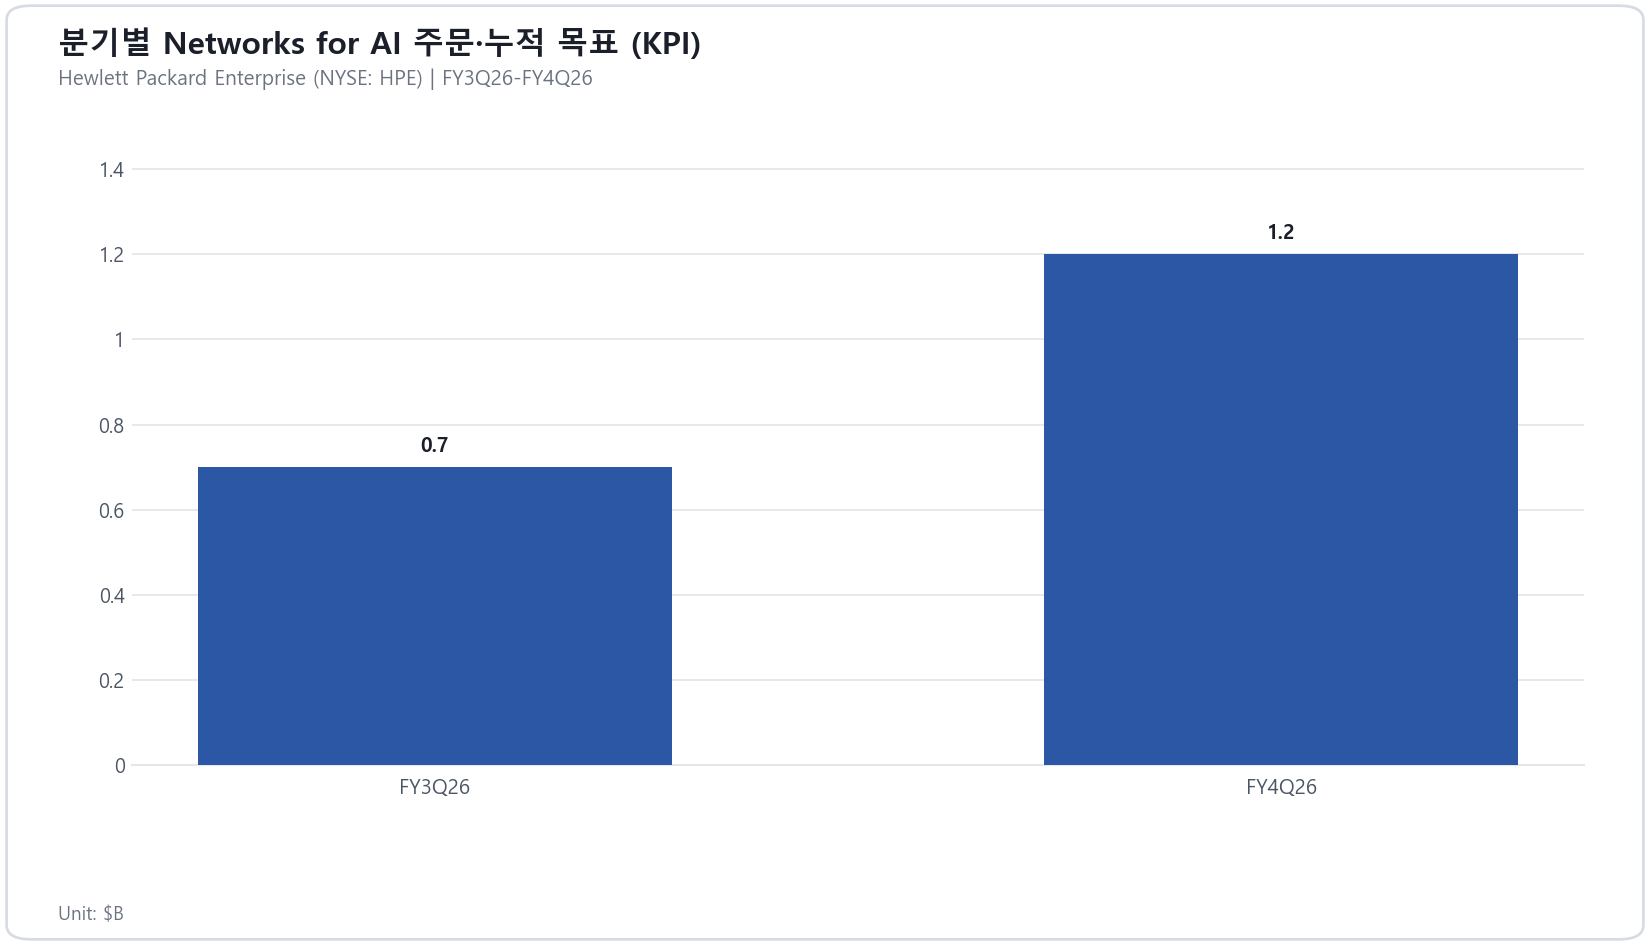 분기별 Networks for AI 주문·누적 목표 (KPI)
Hewlett Packard Enterprise (NYSE: HPE) | FY3Q26-FY4Q26
1.4
1.2
1
0.8
0.6
0.4
0.2
0
0.7
1.2
FY3Q26
FY4Q26
Unit: $B